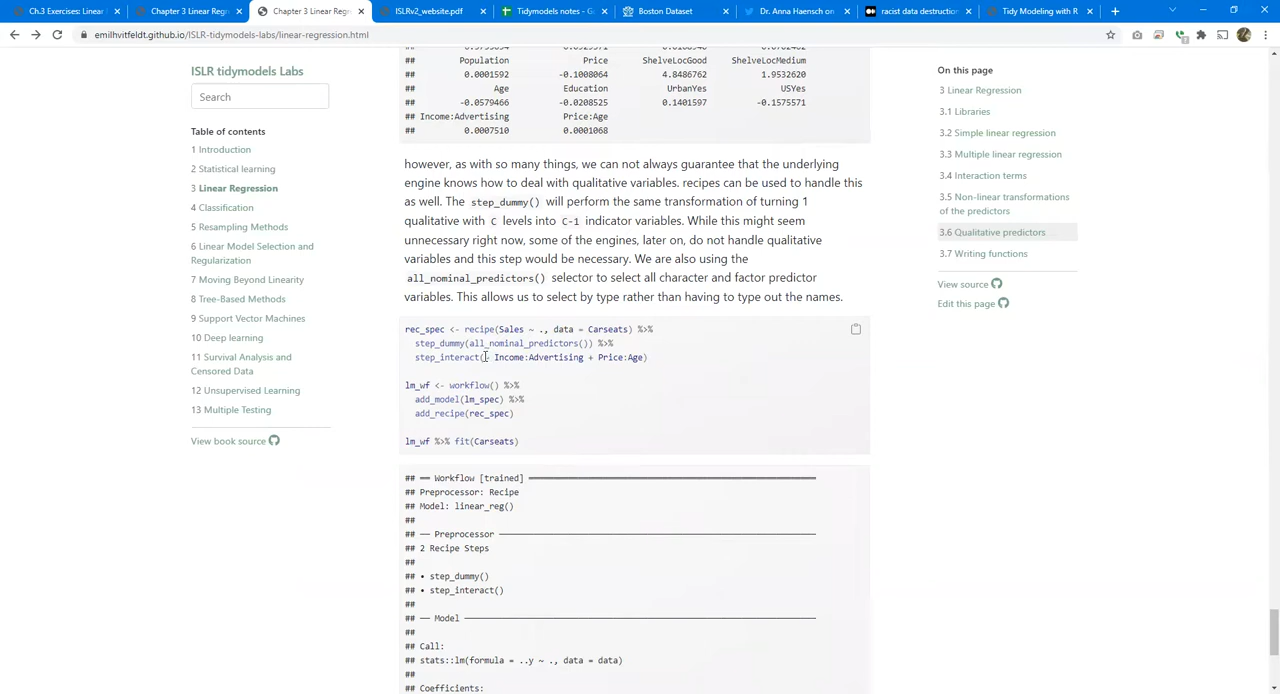 Ch.3 Exercises: Linear
Chapter 3 Linear Regr
Chapter 3 Linear Regr
ISLRv2_website.pdf
Tidymodels notes - G
Boston Dataset
Dr. Anna Haensch on
racist data destruction
Tidy Modeling with R
emilhvitfeldt.github.io/ISLR-tidymodels-labs/linear-regression.html
ISLR tidymodels Labs
Search
Table of contents
1 Introduction
2 Statistical learning
3 Linear Regression
4 Classification
5 Resampling Methods
6 Linear Model Selection and
Regularization
7 Moving Beyond Linearity
8 Tree-Based Methods
9 Support Vector Machines
10 Deep learning
11 Survival Analysis and
Censored Data
12 Unsupervised Learning
13 Multiple Testing
View book source
## Population Price ShelveLocGood ShelveLocMedium
## 0.0001592 -0.1008064 4.8486762 1.9532620
## Age Education UrbanYes USYes
## -0.0579466 -0.0208525 0.1401597 -0.1575571
## Income:Advertising Price:Age
## 0.0007510 0.0001068
however, as with so many things, we can not always guarantee that the underlying
engine knows how to deal with qualitative variables. recipes can be used to handle this
as well. The step_dummy() will perform the same transformation of turning 1
qualitative with C levels into C-1 indicator variables. While this might seem
unnecessary right now, some of the engines, later on, do not handle qualitative
variables and this step would be necessary. We are also using the
all_nominal_predictors() selector to select all character and factor predictor
variables. This allows us to select by type rather than having to type out the names.
rec_spec <- recipe(Sales ~ ., data = Carseats) %>%
step_dummy(all_nominal_predictors()) %>%
step_interact(~ Income:Advertising + Price:Age)
lm_wf <- workflow() %>%
add_model(lm_spec) %>%
add_recipe(rec_spec)
lm_wf %>% fit(Carseats)
## ══ Workflow [trained] ══════════
## Preprocessor: Recipe
## Model: linear_reg()
##
## ── Preprocessor ──────────
## 2 Recipe Steps
##
## • step_dummy()
## • step_interact()
##
## ── Model ──────────
##
## Call:
## stats::lm(formula = ..y ~ ., data = data)
##
## Coefficients:
On this page
3 Linear Regression
3.1 Libraries
3.2 Simple linear regression
3.3 Multiple linear regression
3.4 Interaction terms
3.5 Non-linear transformations
of the predictors
3.6 Qualitative predictors
3.7 Writing functions
View source
Edit this page